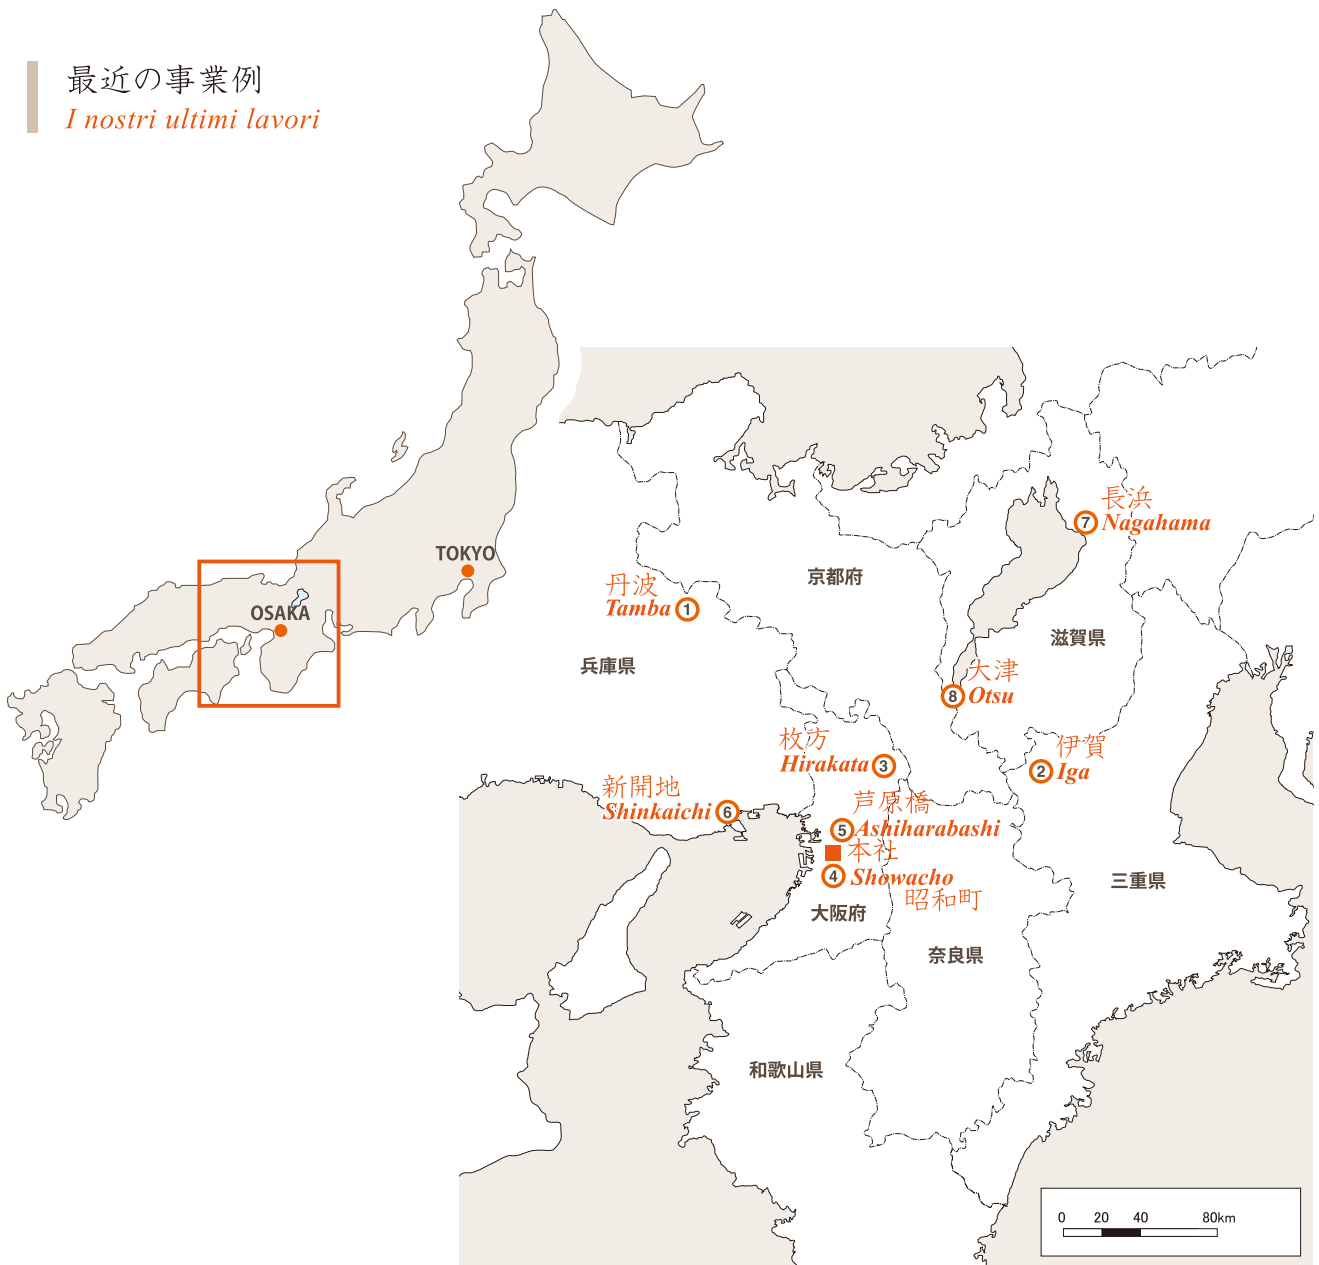 最近の事業例
I nostri ultimi lavori
TOKYO
OSAKA
長浜
7 Nagahama
京都府
丹波
Tamba 1
滋賀県
兵庫県
大津
8 Otsu
枚方
Hirakata 3
伊賀
2 Iga
新開地
Shinkaichi 6
芦原橋
5 Ashiharabashi
本社
4 Showacho
昭和町
三重県
大阪府
奈良県
和歌山県
0 20 40 80km